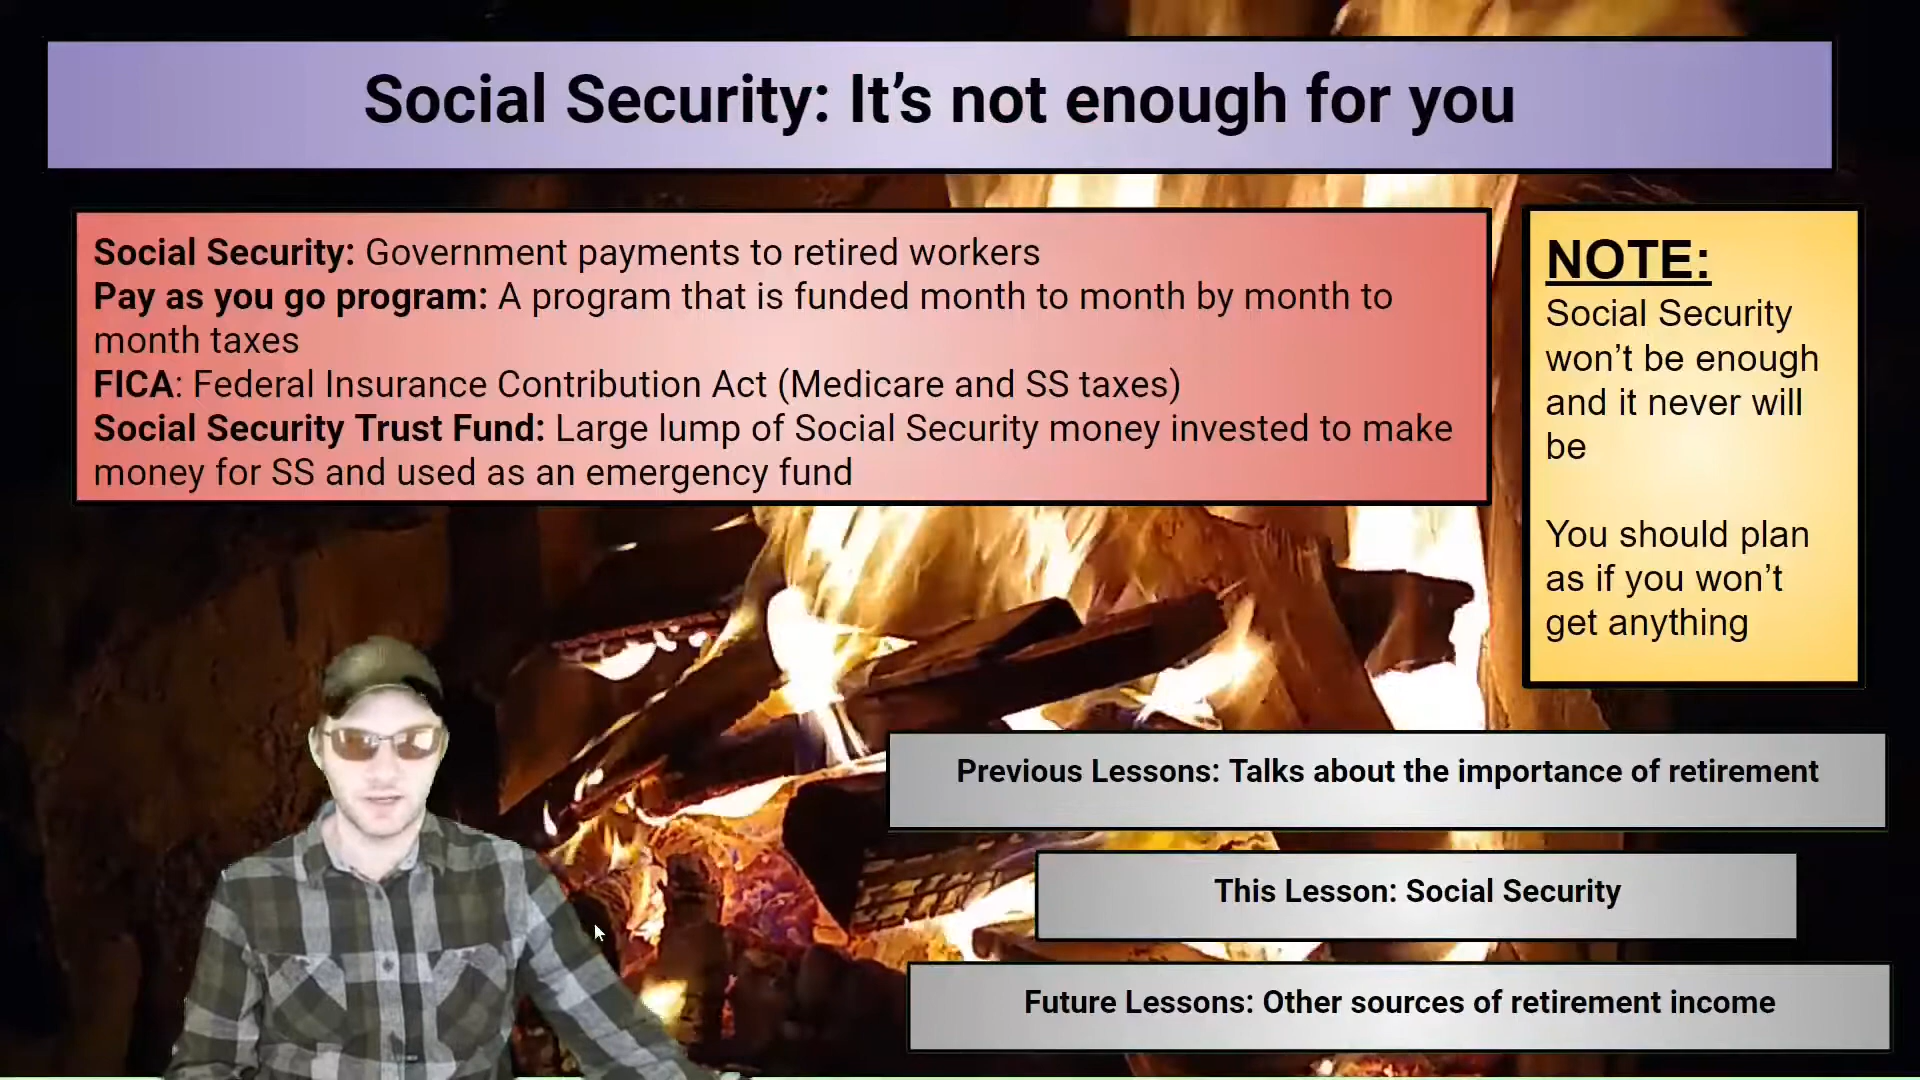 Social Security: It’s not enough for you
Social Security: Government payments to retired workers
Pay as you go program: A program that is funded month to month by month to
month taxes
FICA: Federal Insurance Contribution Act (Medicare and SS taxes)
Social Security Trust Fund: Large lump of Social Security money invested to make
money for SS and used as an emergency fund
NOTE:
Social Security
won’t be enough
and it never will
be
You should plan
as if you won’t
get anything
Previous Lessons: Talks about the importance of retirement
This Lesson: Social Security
Future Lessons: Other sources of retirement income